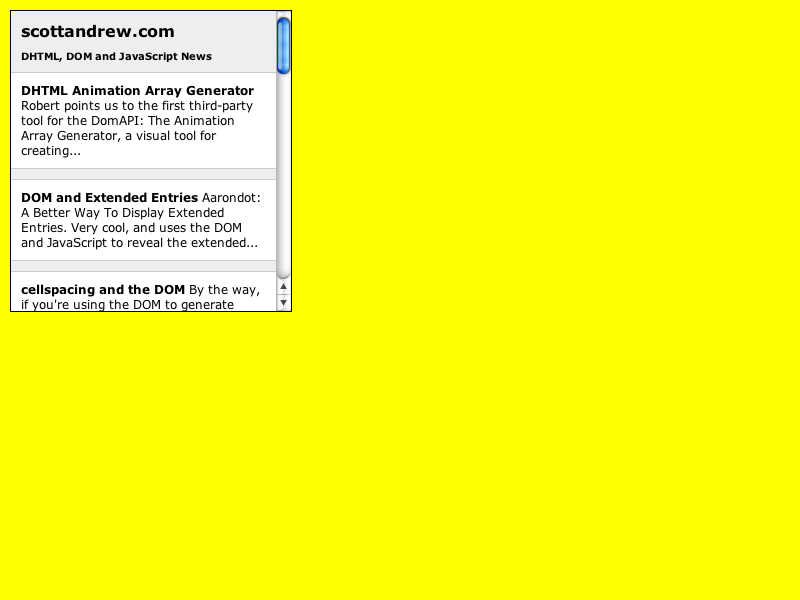 scottandrew.com
DHTML, DOM and JavaScript News
DHTML Animation Array Generator
Robert points us to the first third-party
tool for the DomAPI: The Animation
Array Generator, a visual tool for
creating...
DOM and Extended Entries Aarondot:
A Better Way To Display Extended
Entries. Very cool, and uses the DOM
and JavaScript to reveal the extended...
cellspacing and the DOM By the way,
if you're using the DOM to generate